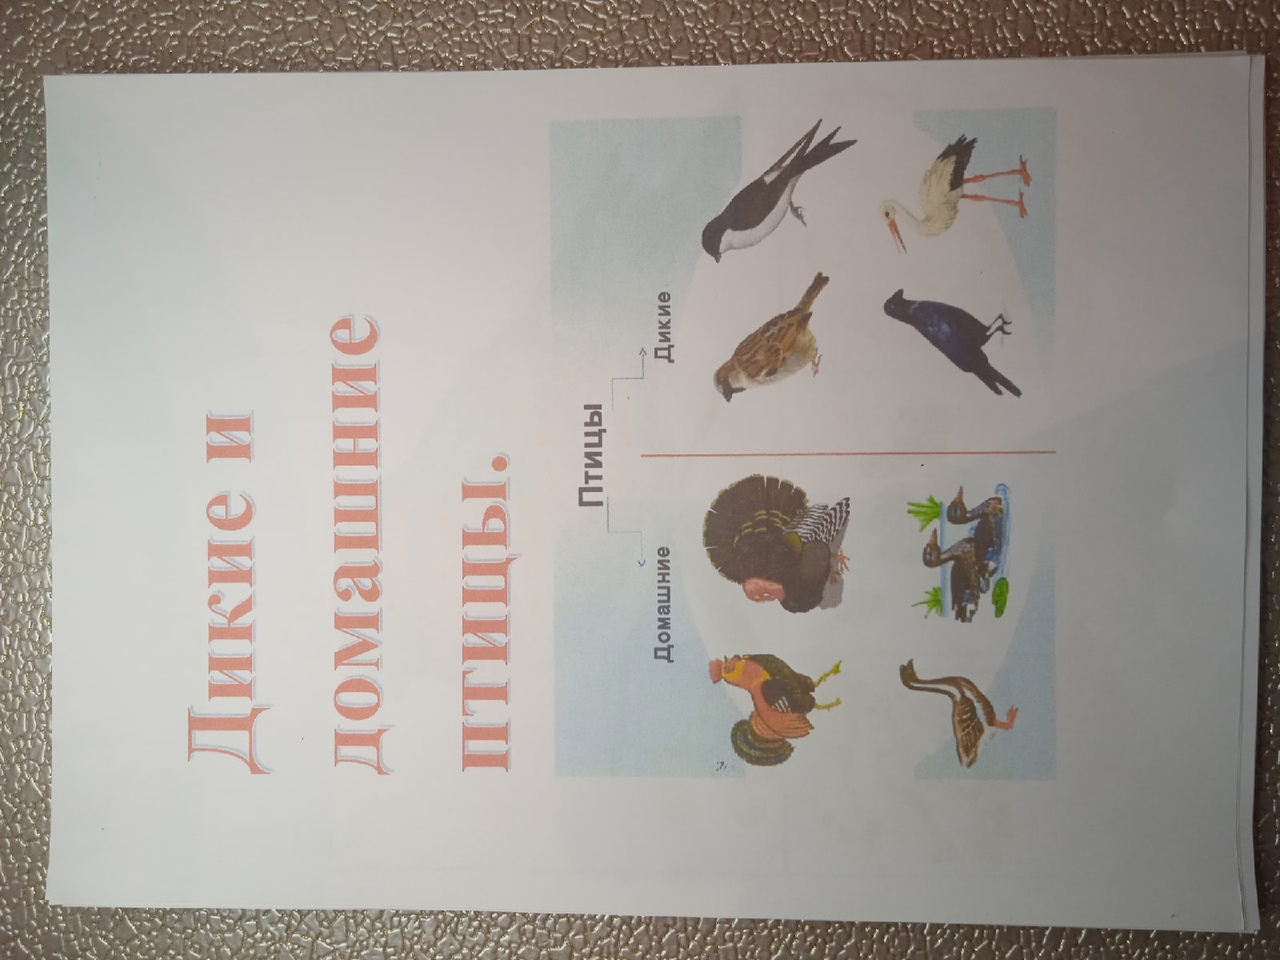 Дикие и
домашние
птицы.
Птицы
Домашние
Дикие